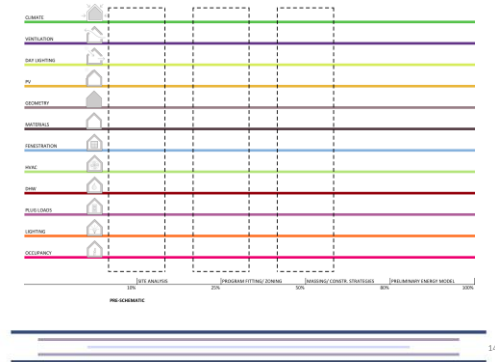 CLIMATE
VENTILATION
DAY LIGHTING
PV
GEOMETRY
MATERIALS
FENESTRATION
HVAC
DHW
PLUG LOADS
LIGHTING
OCCUPANCY
SITE ANALYSIS PROGRAM FITTING/ ZONING MASSING/ CONSTR. STRATEGIES PRELIMINARY ENERGY MODEL
10% 25% 50% 80% 100%
PRE-SCHEMATIC
14